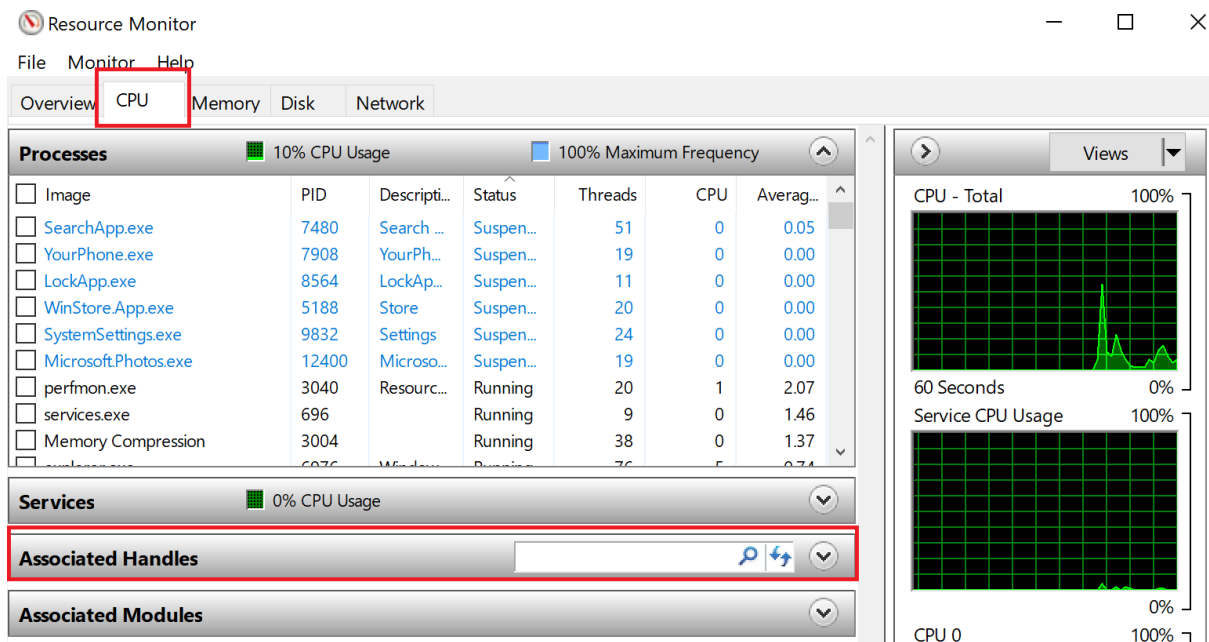 Resource Monitor
File Monitor Help
Overview CPU Memory Disk Network
Processes 10% CPU Usage 100% Maximum Frequency
Image PID Descripti... Status Threads CPU Averag...
SearchApp.exe 7480 Search ... Suspen... 51 0 0.05
YourPhone.exe 7908 YourPh... Suspen... 19 0 0.00
LockApp.exe 8564 LockAp... Suspen... 11 0 0.00
WinStore.App.exe 5188 Store Suspen... 20 0 0.00
SystemSettings.exe 9832 Settings Suspen... 24 0 0.00
Microsoft.Photos.exe 12400 Microso... Suspen... 19 0 0.00
perfmon.exe 3040 Resourc... Running 20 1 2.07
services.exe 696 Running 9 0 1.46
Memory Compression 3004 Running 38 0 1.37
Services 0% CPU Usage
Associated Handles
Associated Modules
Views
CPU - Total 100%
60 Seconds 0%
Service CPU Usage 100%
0%
CPU 0 100%